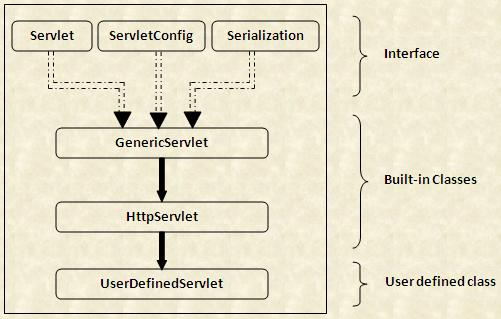 Servlet ServletConfig Serialization
Interface
GenericServlet
Built-in Classes
HttpServlet
UserDefinedServlet
User defined class